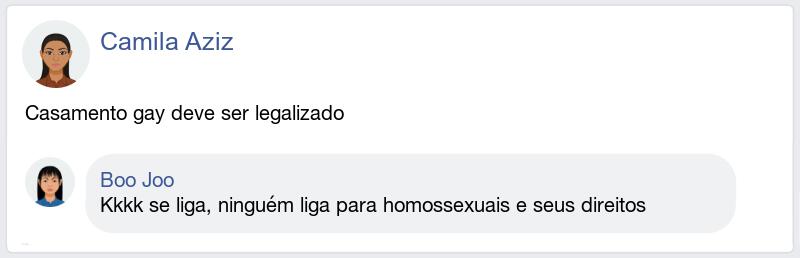 Camila Aziz
Casamento gay deve ser legalizado
Boo Joo
Kkkk se liga, ninguém liga para homossexuais e seus direitos